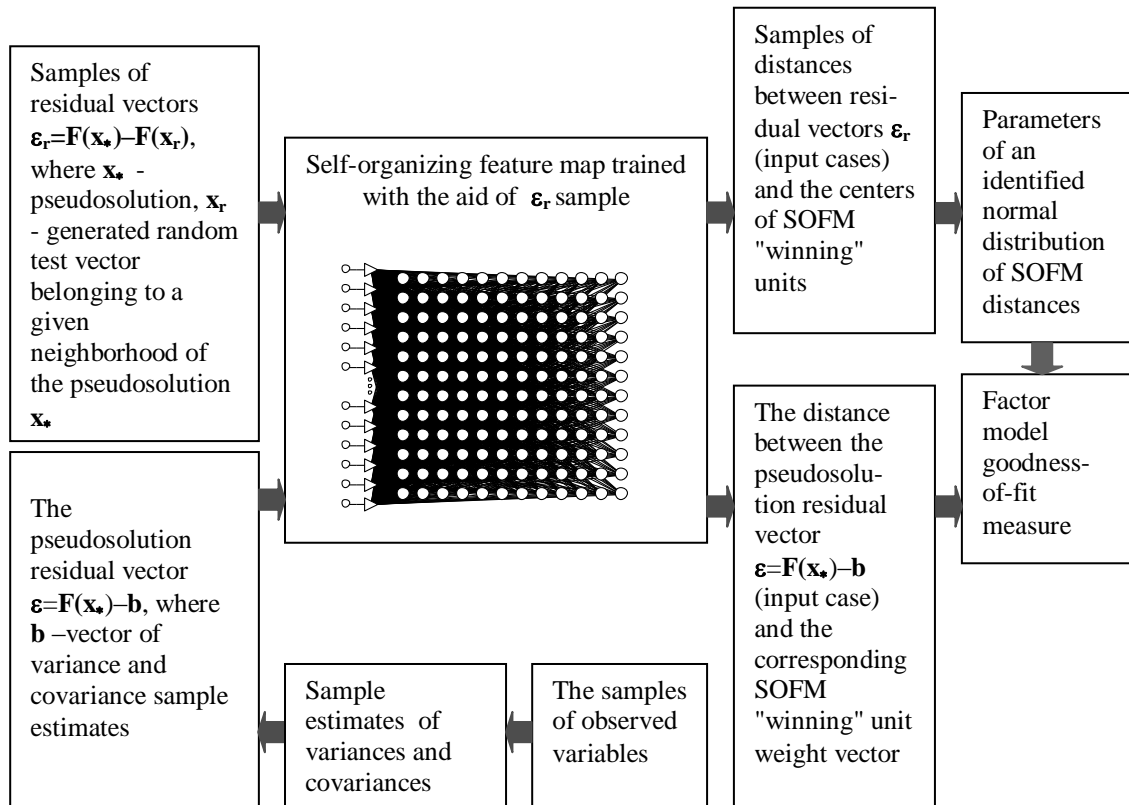 Samples of
residual vectors
εr=F(x*)–F(xr),
where x* -
pseudosolution, xr
- generated random
test vector
belonging to a
given
neighborhood of
the pseudosolution
x*
Self-organizing feature map trained
with the aid of εr sample
Samples of
distances
between resi-
dual vectors εr
(input cases)
and the centers
of SOFM
"winning"
units
Parameters
of an
identified
normal
distribution
of SOFM
distances
The
pseudosolution
residual vector
ε=F(x*)–b, where
b –vector of
variance and
covariance sample
estimates
Sample
estimates of
variances and
covariances
The samples
of observed
variables
The distance
between the
pseudosolu-
tion residual
vector
ε=F(x*)–b
(input case)
and the
corresponding
SOFM
"winning" unit
weight vector
Factor
model
goodness-
of-fit
measure